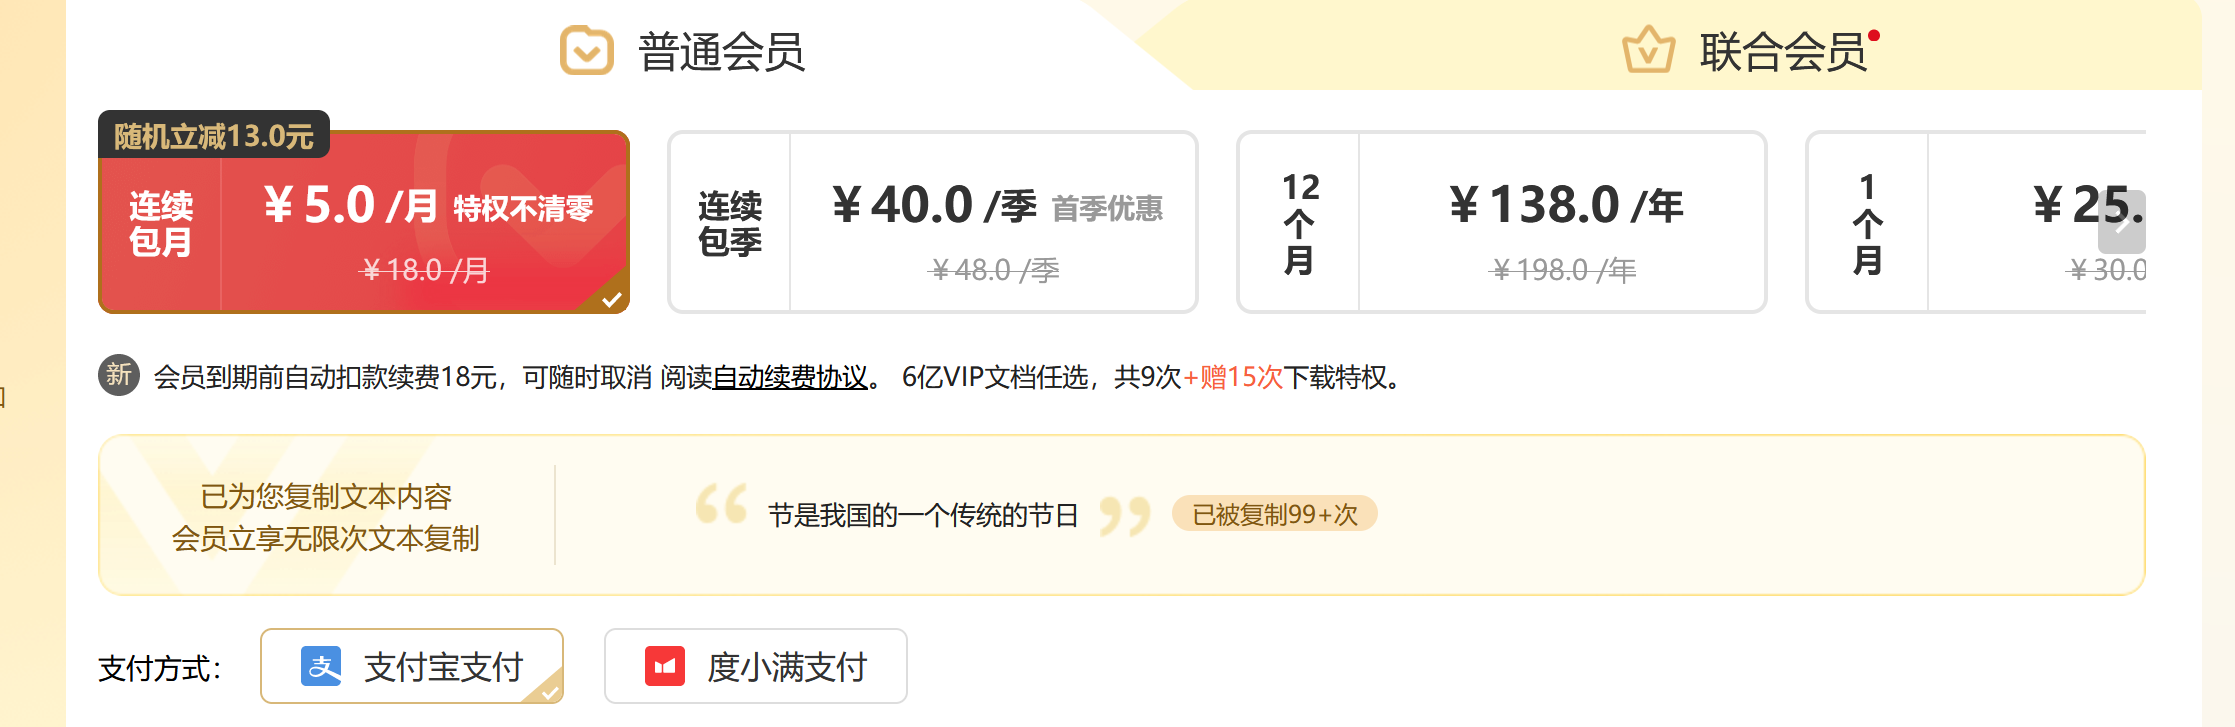 普通会员
联合会员
随机立减13.0元
连续
包月
¥5.0/月 特权不清零
¥18.0/月
连续
包季
¥40.0/季 首季优惠
¥48.0/季
12
个
月
¥138.0/年
¥198.0/年
1
个
月
¥25.
¥30.0
新 会员到期前自动扣款续费18元，可随时取消 阅读自动续费协议。 6亿VIP文档任选，共9次+赠15次下载特权。
已为您复制文本内容
会员立享无限次文本复制
“ 节是我国的一个传统的节日 ” 已被复制99+次
支付方式： 支付宝支付 度小满支付